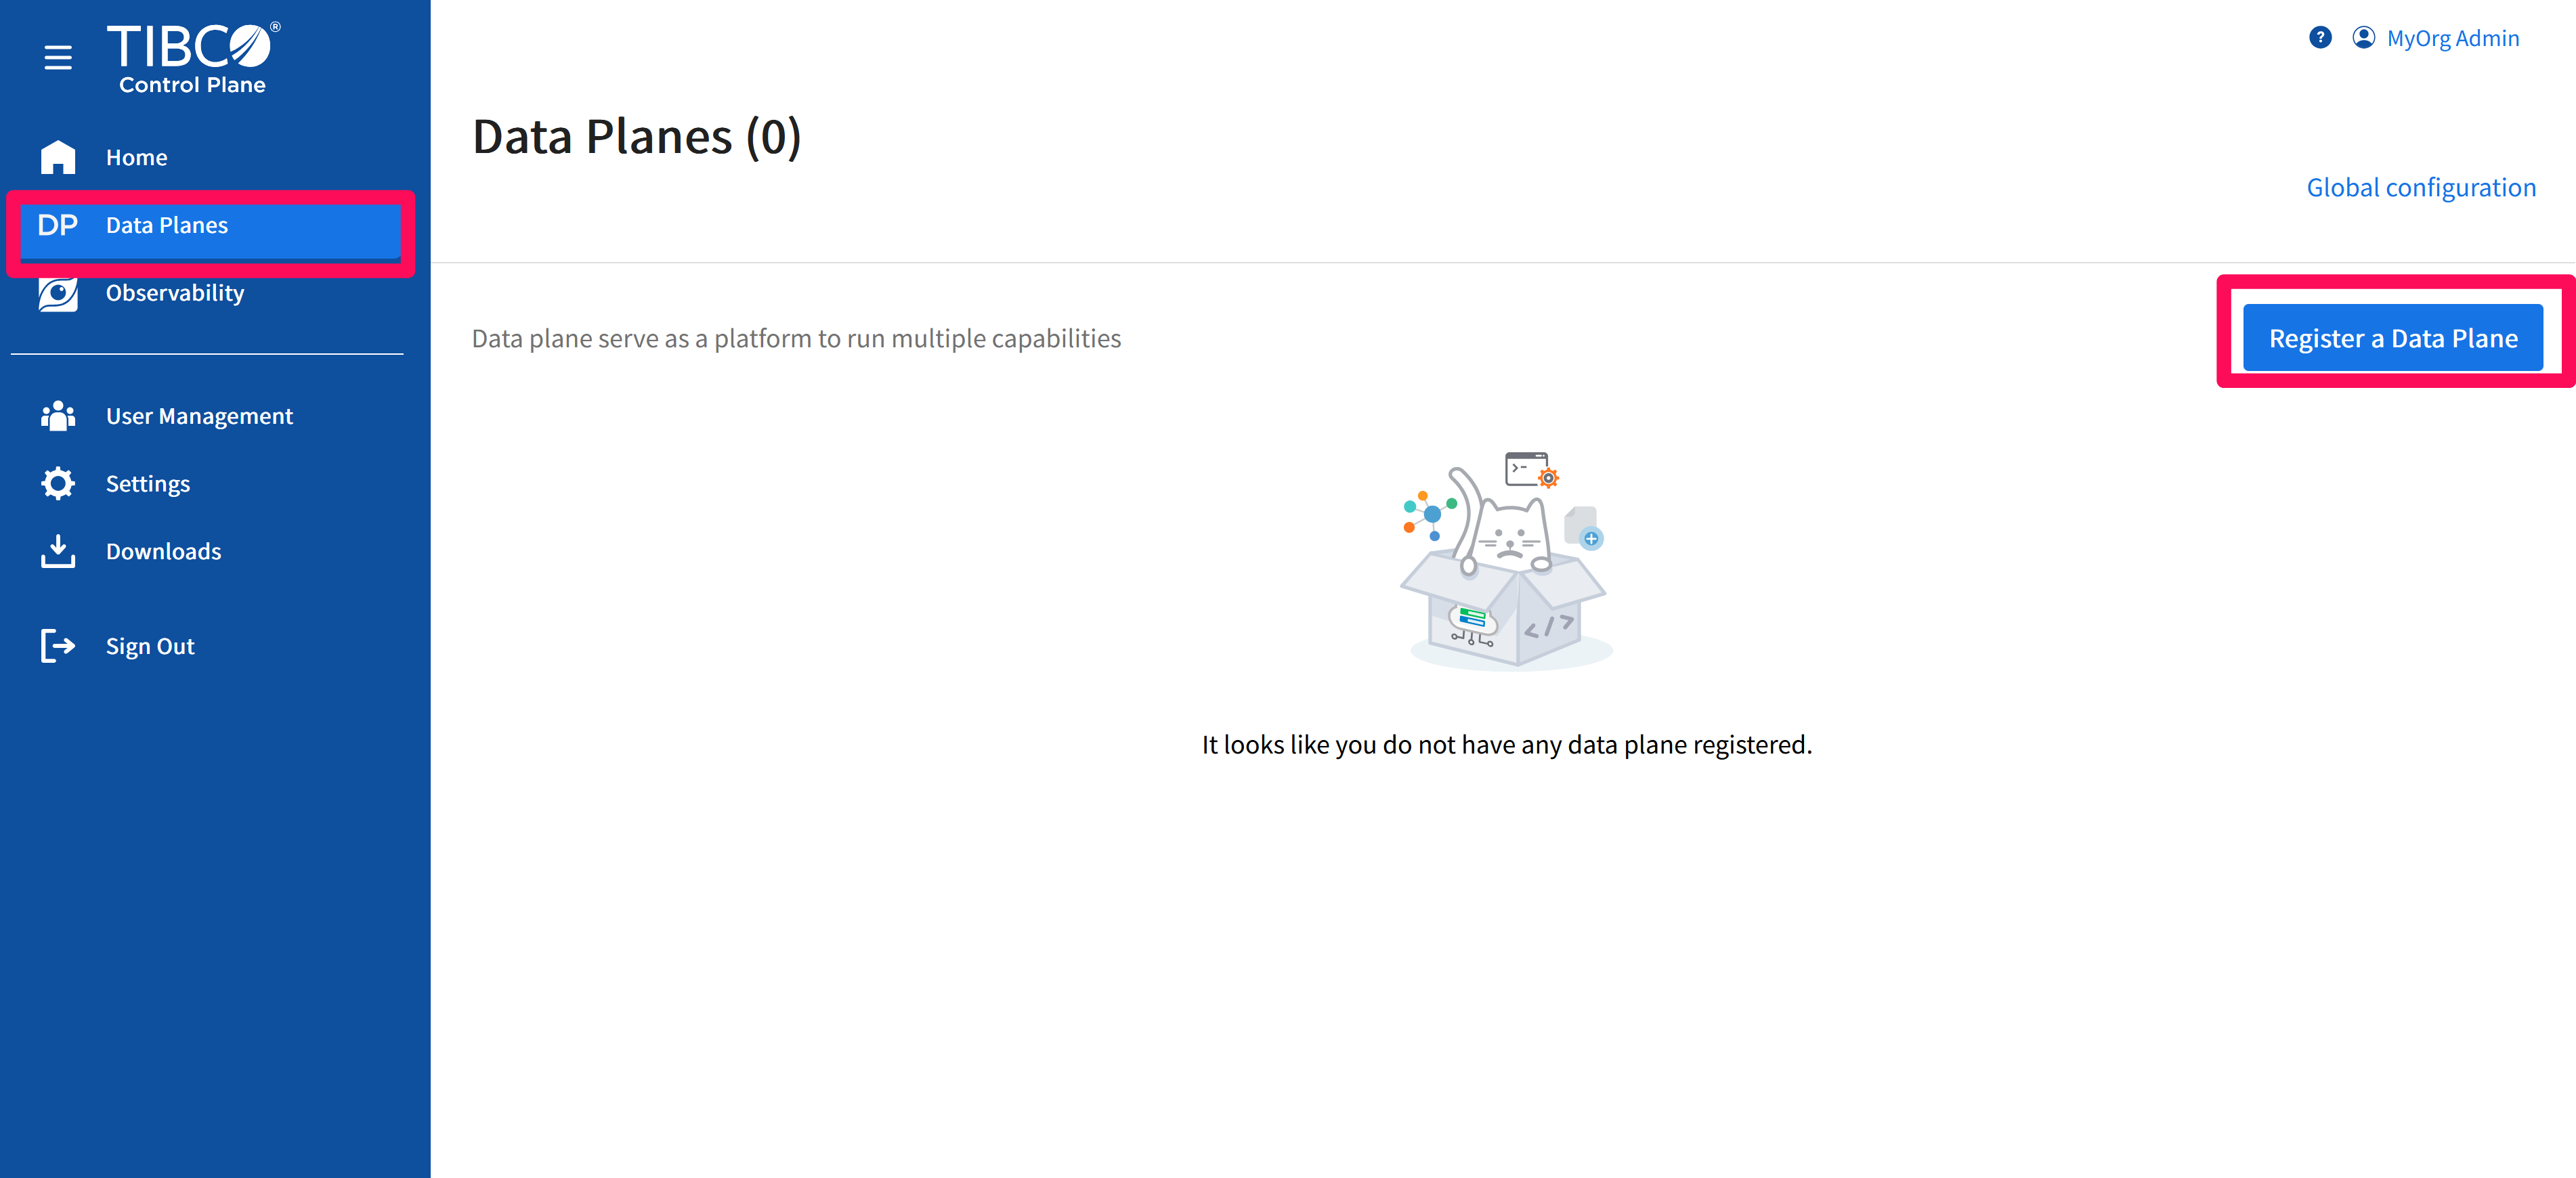 TIBCO®
Control Plane
Home
DP Data Planes
Observability
User Management
Settings
Downloads
Sign Out
? MyOrg Admin
Data Planes (0)
Global configuration
Data plane serve as a platform to run multiple capabilities
Register a Data Plane
>-
</>
It looks like you do not have any data plane registered.